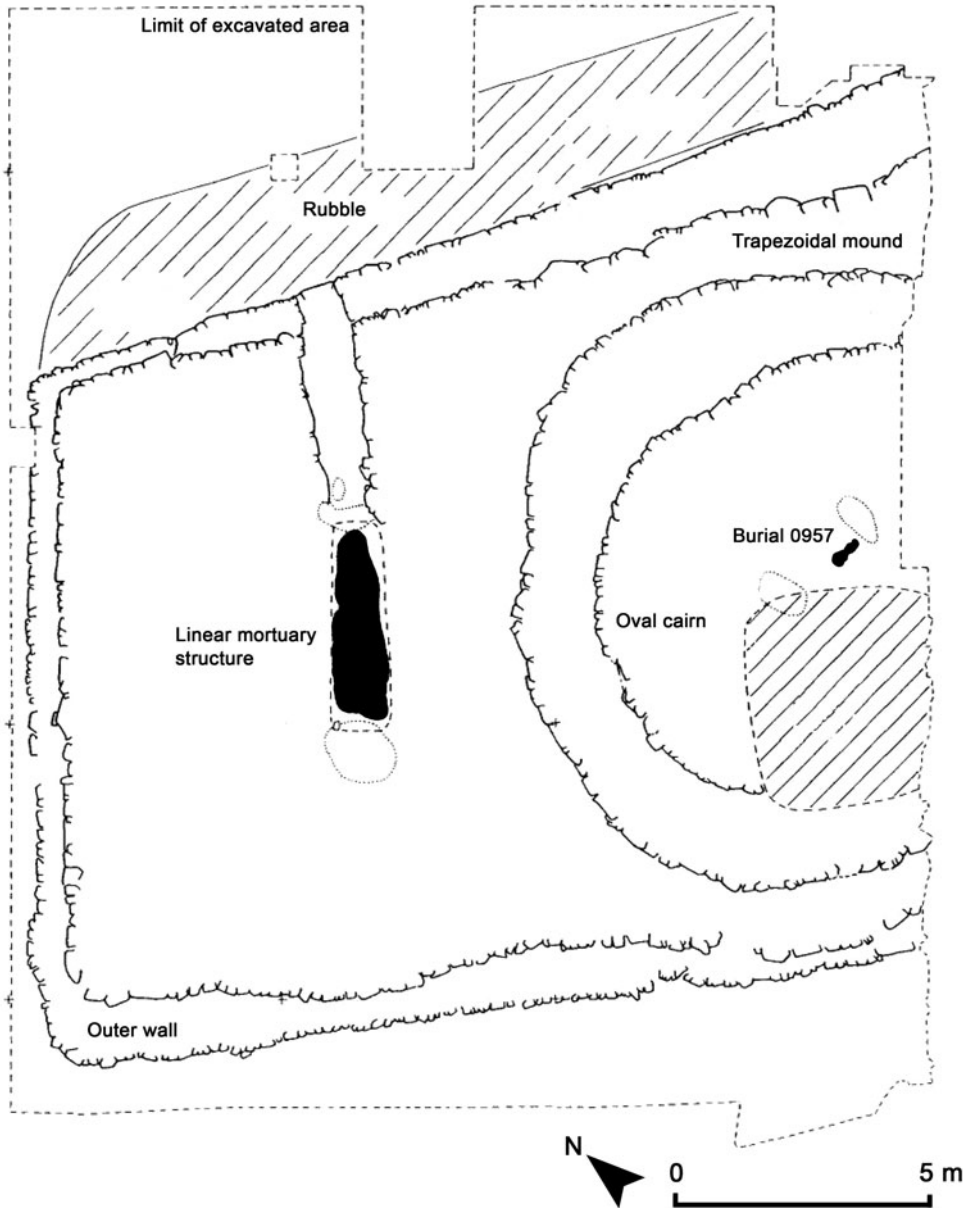 Limit of excavated area
Rubble
Trapezoidal mound
Burial 0957
Linear mortuary
structure
Oval cairn
Outer wall
N
0 5 m